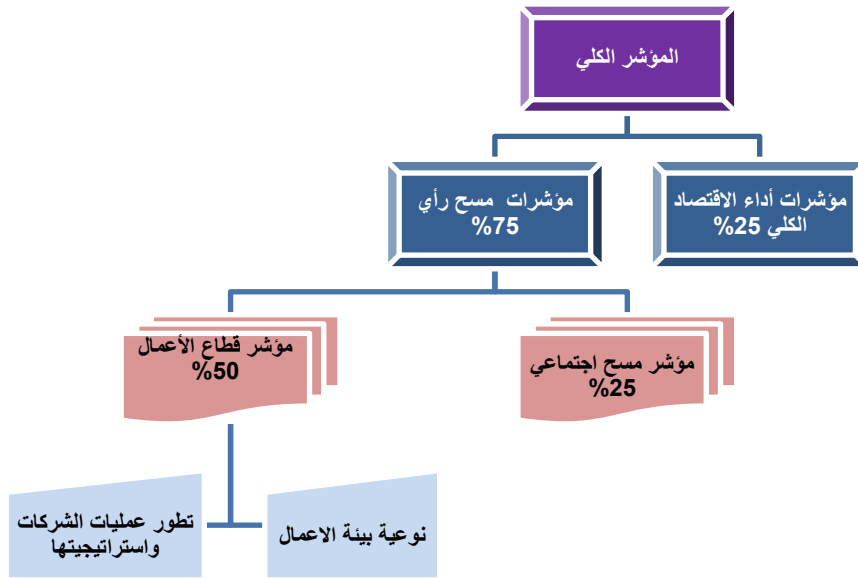 المؤشر الكلي
مؤشرات أداء الاقتصاد
الكلي 25%
مؤشرات مسح رأي
75%
مؤشر مسح اجتماعي
25%
مؤشر قطاع الأعمال
50%
نوعية بيئة الاعمال
تطور عمليات الشركات
واستراتيجيتها